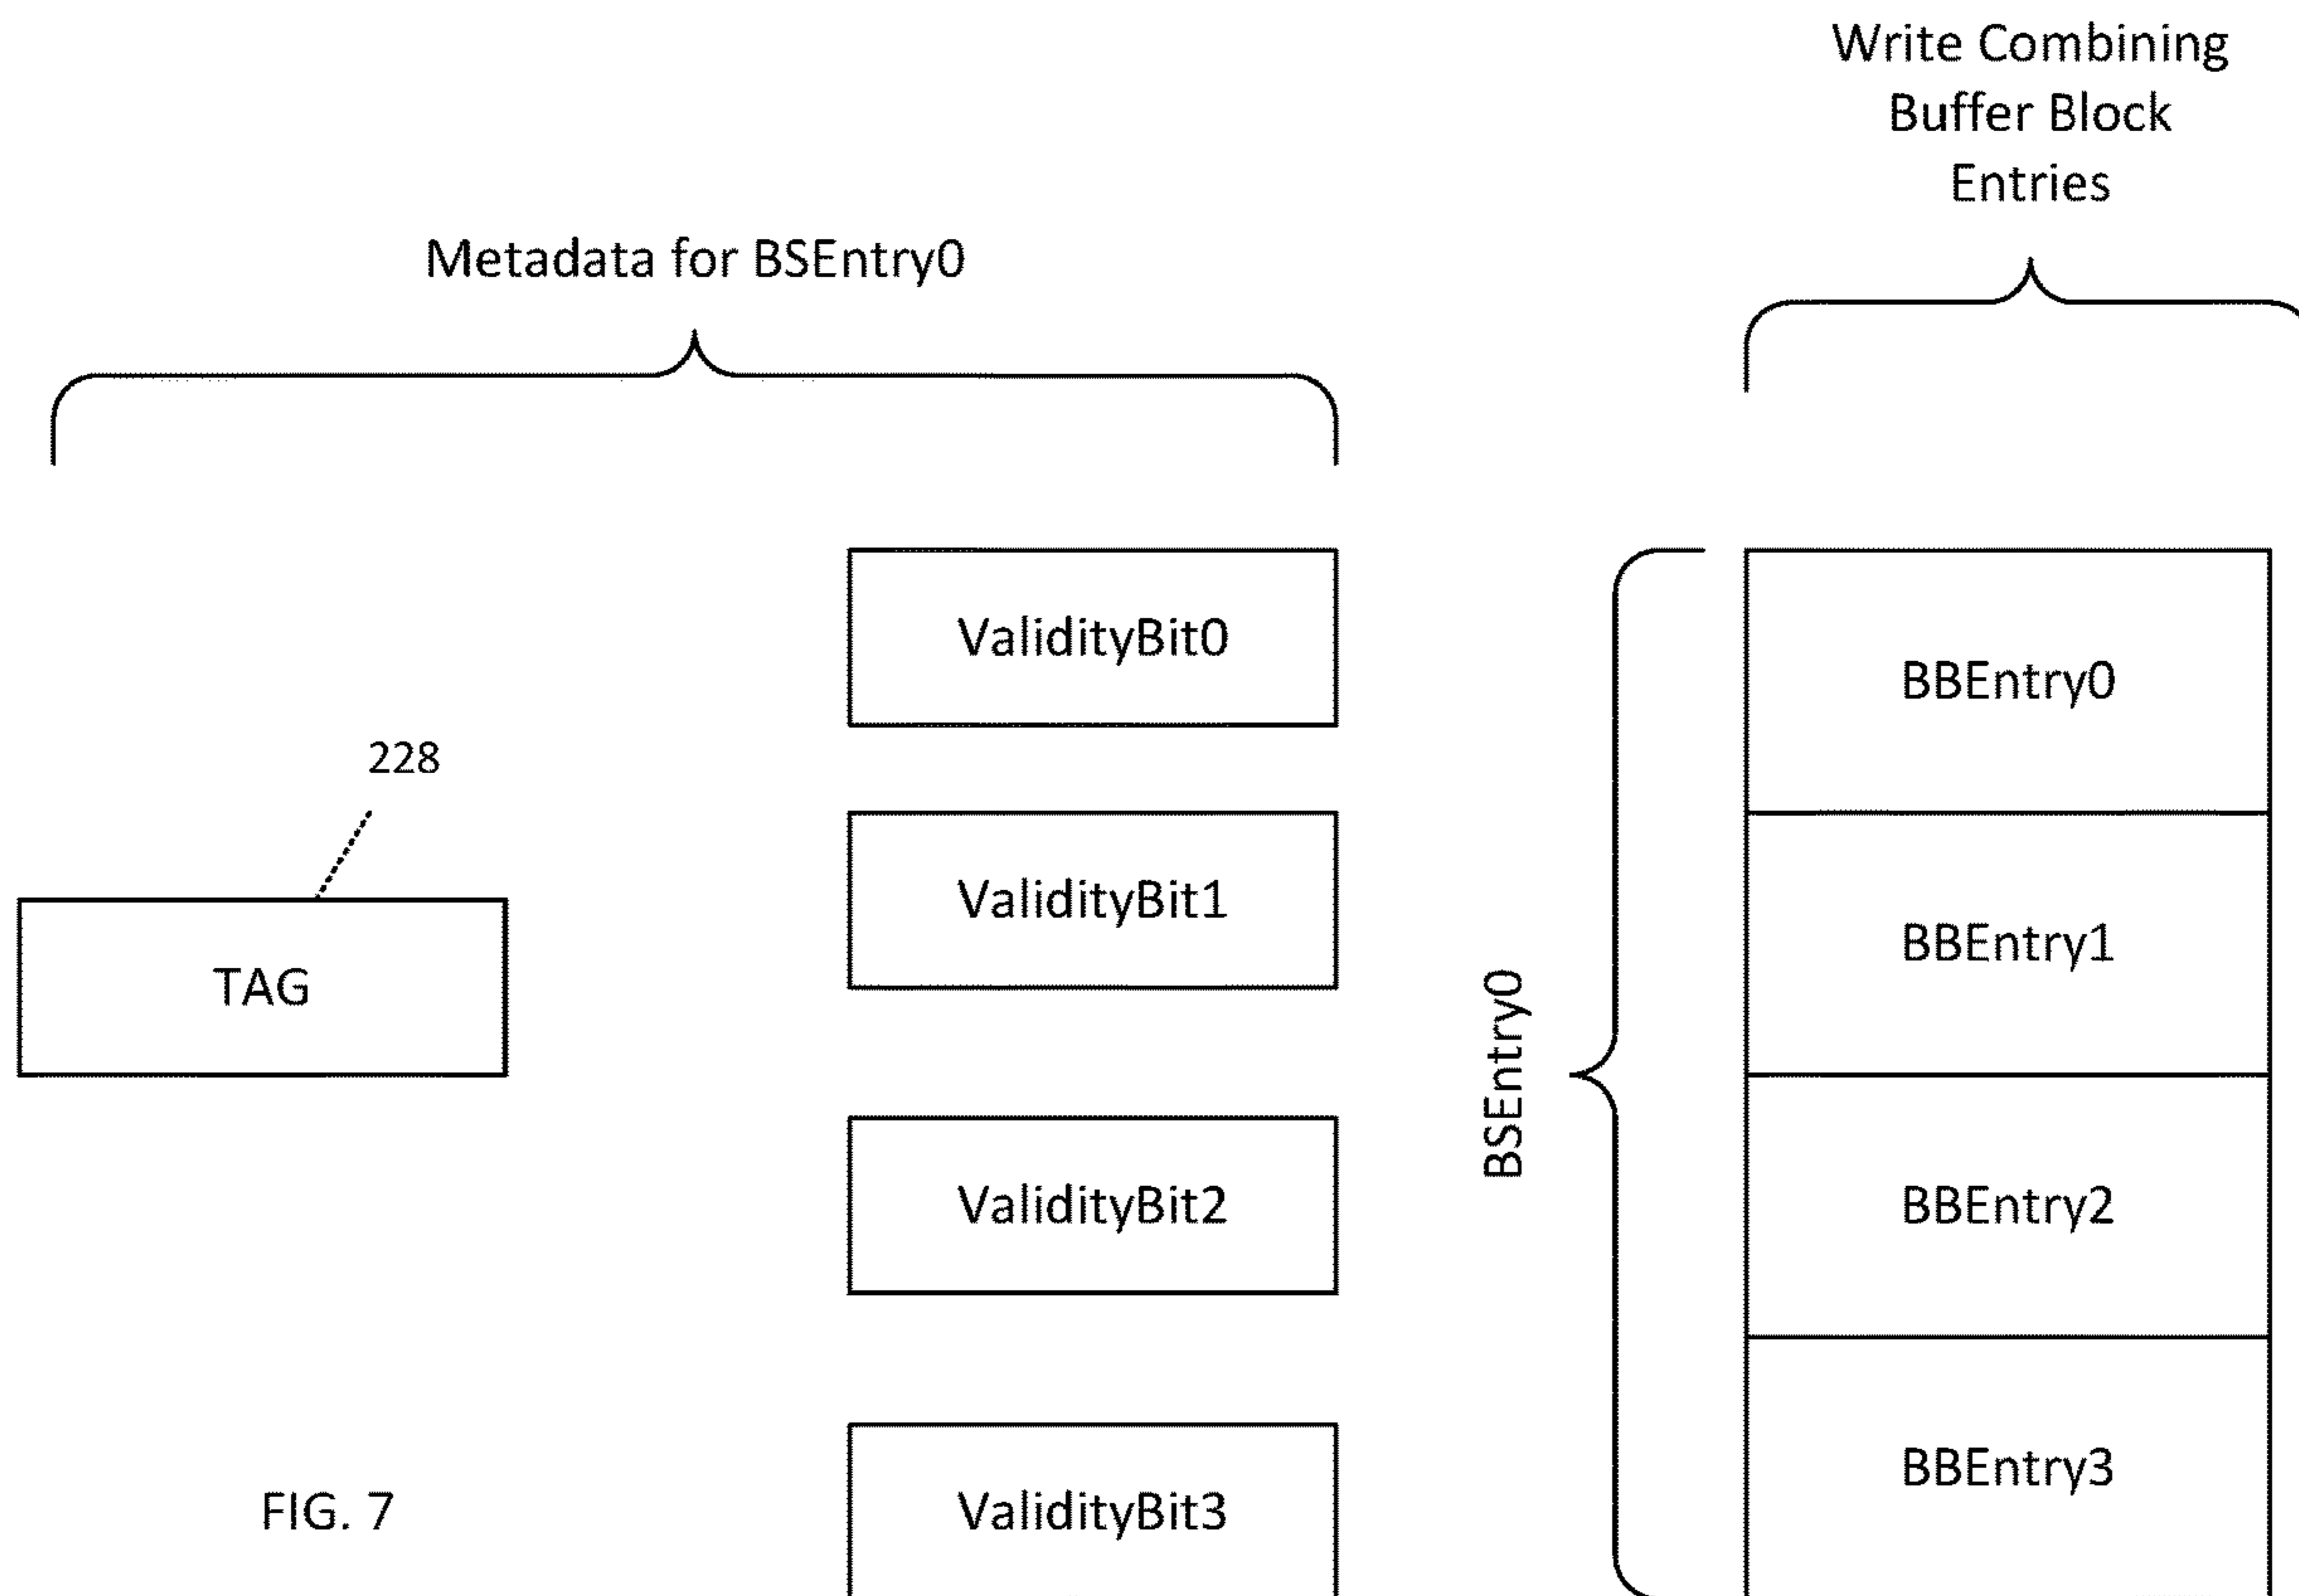 Write Combining
Buffer Block
Entries
Metadata for BSEntry0
ValidityBit0
BBEntry0
228
ValidityBit1
BBEntry1
TAG
BSEntry0
ValidityBit2
BBEntry2
BBEntry3
FIG. 7
ValidityBit3